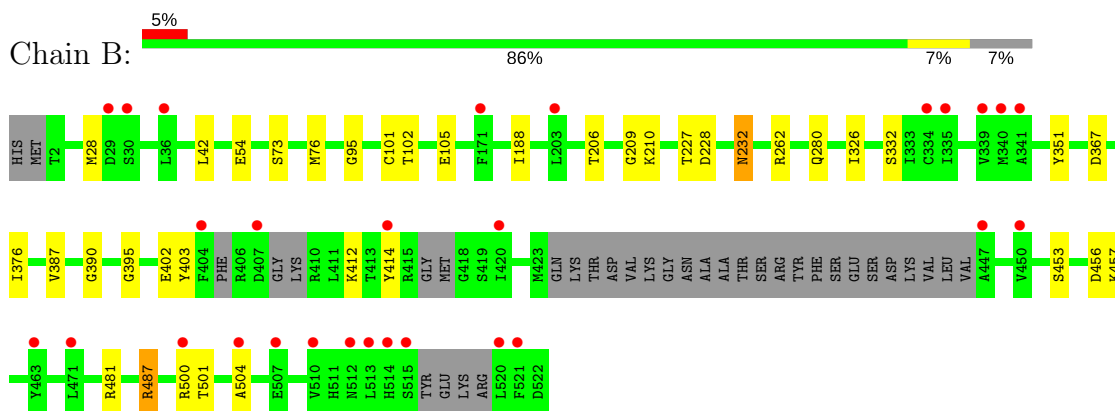 5%
Chain B:
86% 7% 7%
HIS MET T2 M28 D29 S30 L36 L42 E54 S73 M76 G95 C101 T102 E105 F171 I188 L203 T206 G209 K210 T227 D228 N232 R262 Q280 I326 S332 I333 C334 I335 V339 M340 A341 Y351 D367
I376 V387 G390 G395 E402 Y403 F404 PHE R406 D407 GLY LYS R410 L411 K412 T413 Y414 R415 GLY MET G418 S419 I420 M423 GLN LYS THR ASP VAL LYS GLY ASN ALA ALA THR SER ARG TYR PHE SER GLU SER ASP LYS VAL LEU VAL A447 V450 S453 D456 K457
Y463 L471 R481 R487 R500 T501 A504 E507 V510 H511 N512 L513 H514 S515 TYR GLU LYS ARG L520 F521 D522